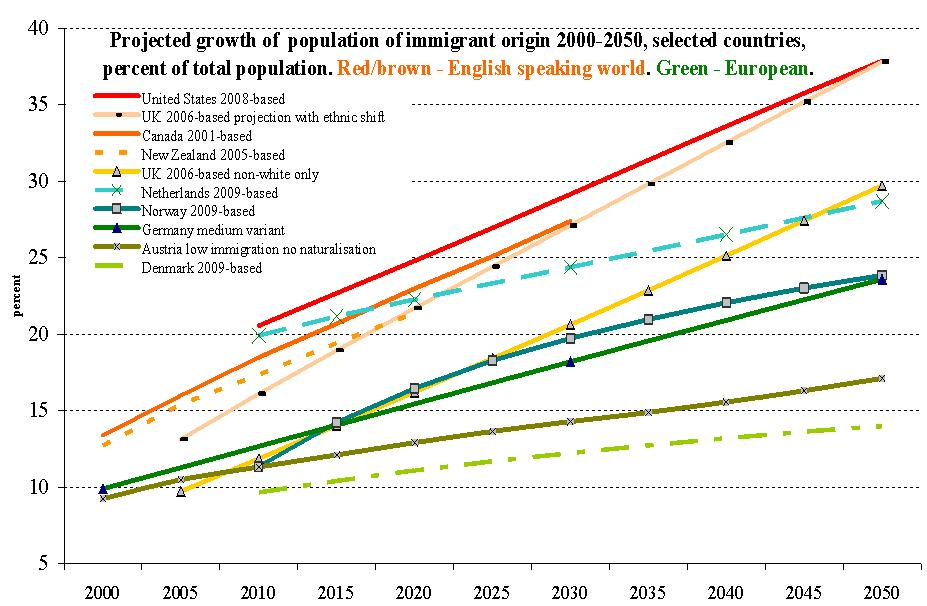 Projected growth of population of immigrant origin 2000-2050, selected countries,
percent of total population. Red/brown - English speaking world. Green - European.
United States 2008-based
UK 2006-based projection with ethnic shift
Canada 2001-based
New Zealand 2005-based
UK 2006-based non-white only
Netherlands 2009-based
Norway 2009-based
Germany medium variant
Austria low immigration no naturalisation
Denmark 2009-based
percent
40
35
30
25
20
15
10
5
2000 2005 2010 2015 2020 2025 2030 2035 2040 2045 2050